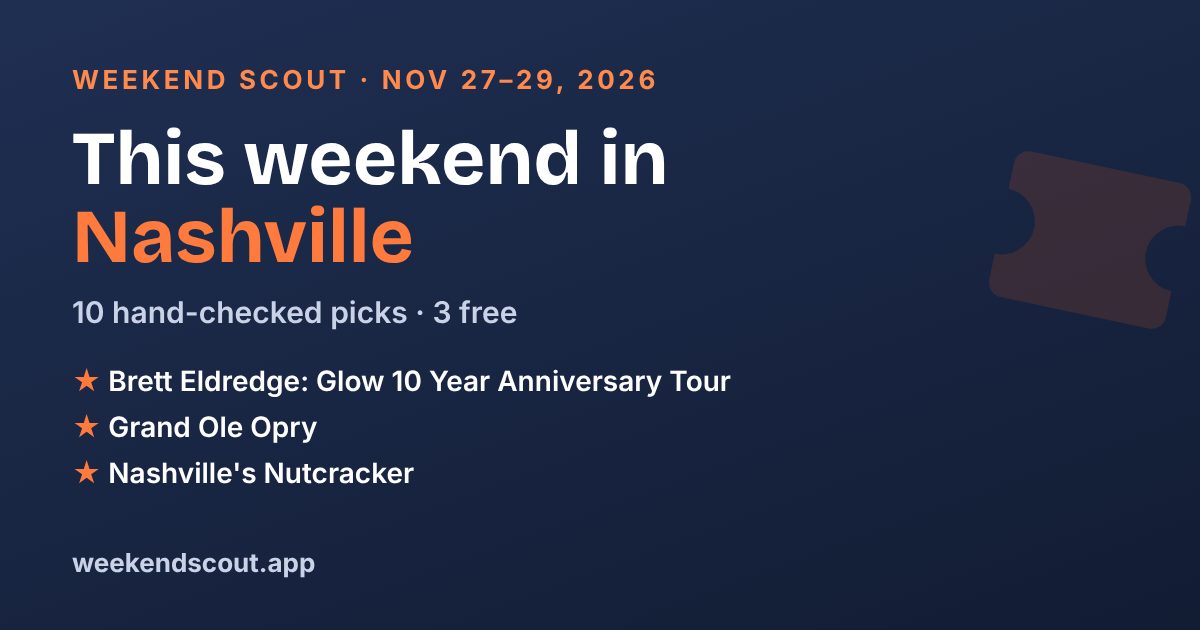 WEEKEND SCOUT · NOV 27–29, 2026
This weekend in
Nashville
10 hand-checked picks · 3 free
★ Brett Eldredge: Glow 10 Year Anniversary Tour
★ Grand Ole Opry
★ Nashville's Nutcracker
weekendscout.app